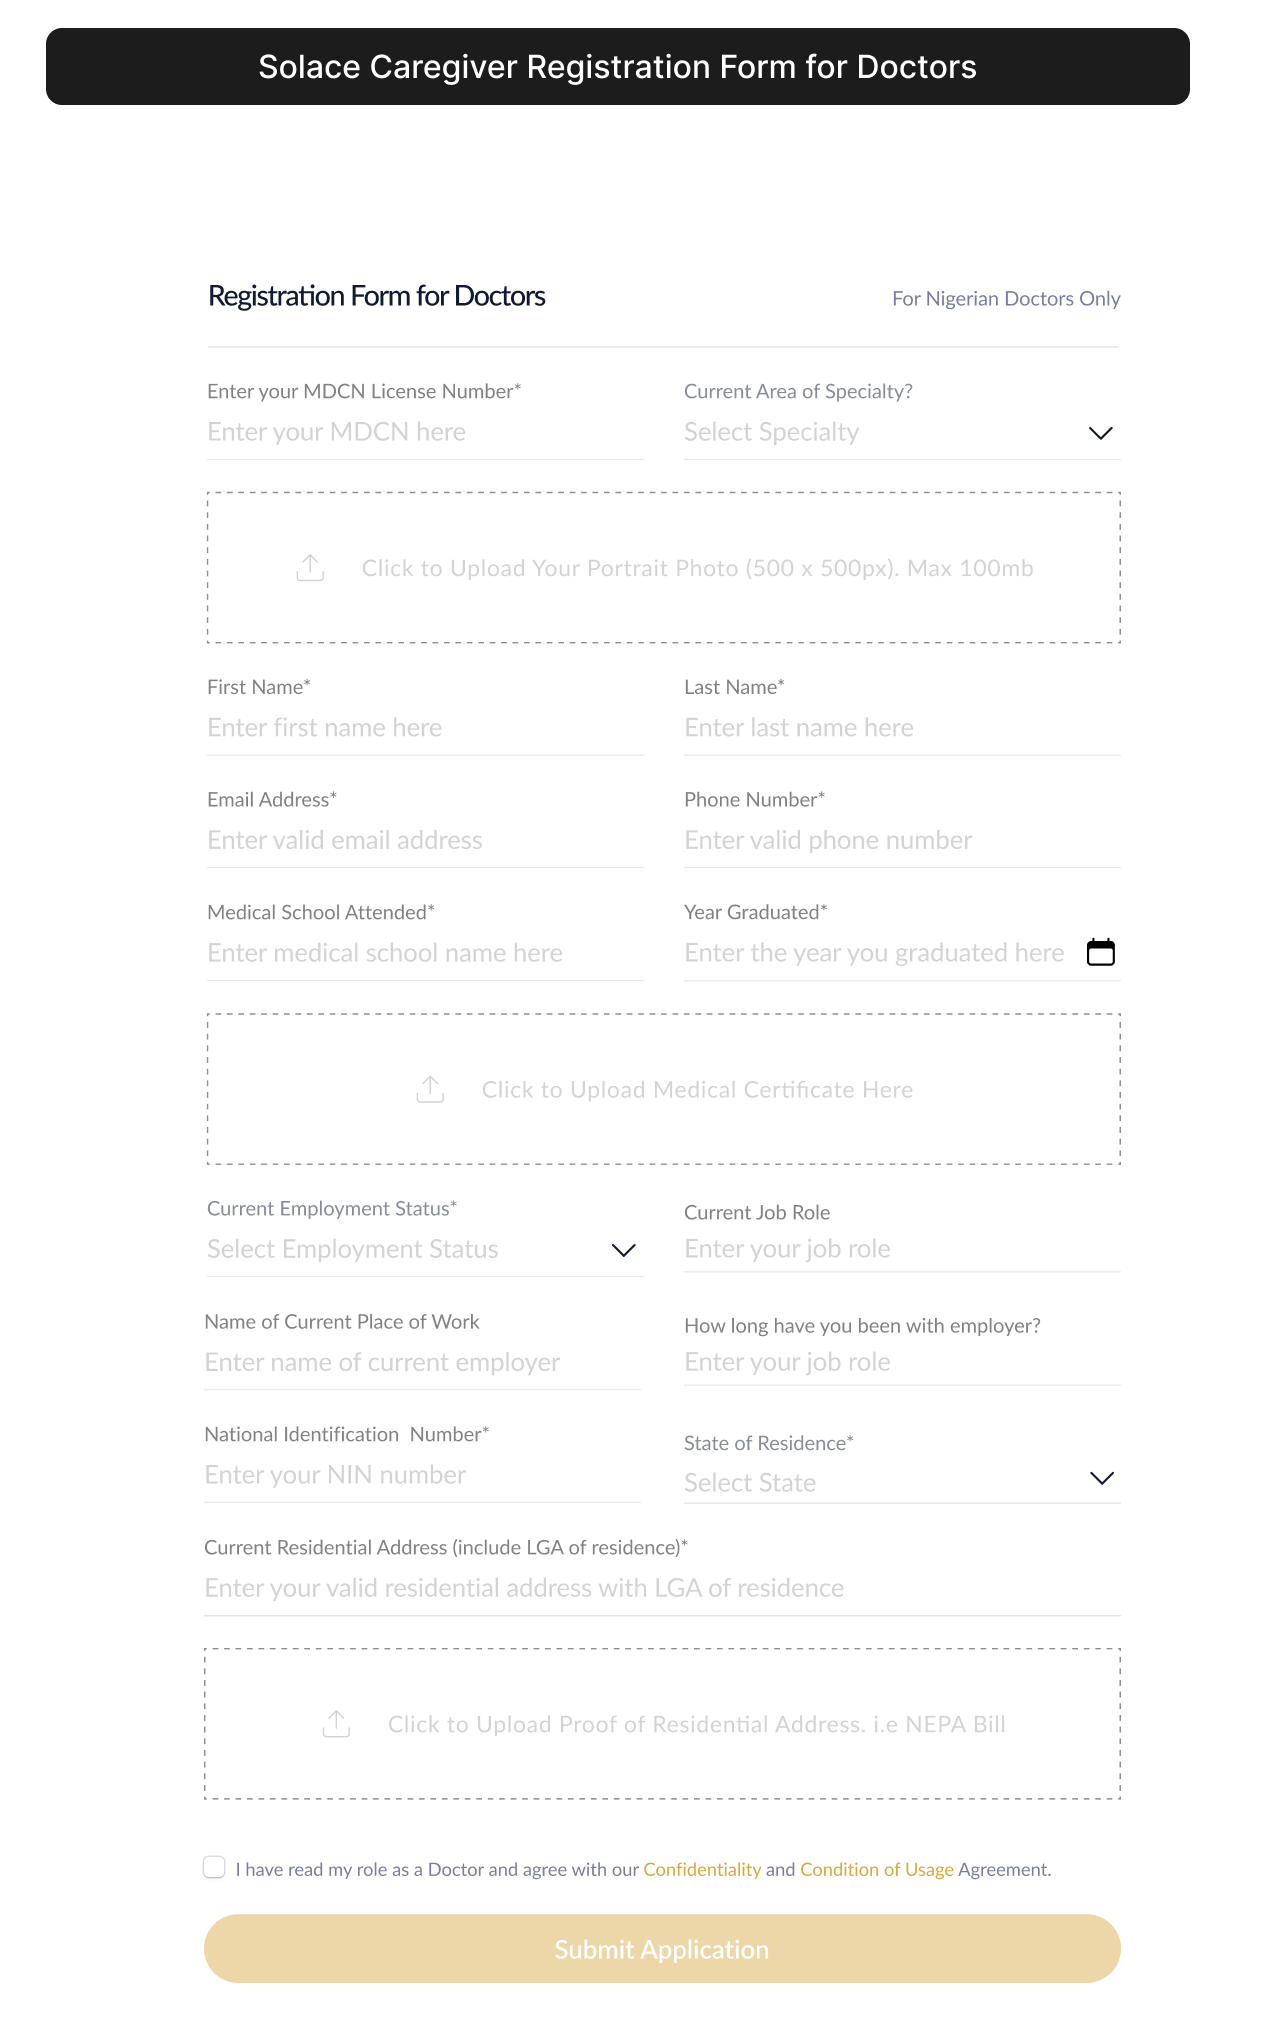 Solace Caregiver Registration Form for Doctors
Registration Form for Doctors
For Nigerian Doctors Only
Enter your MDCN License Number*
Current Area of Specialty?
Enter your MDCN here
Select Specialty
Click to Upload Your Portrait Photo (500 x 500px). Max 100mb
First Name*
Last Name*
Enter first name here
Enter last name here
Email Address*
Phone Number*
Enter valid email address
Enter valid phone number
Medical School Attended*
Year Graduated*
Enter medical school name here
Enter the year you graduated here
Click to Upload Medical Certificate Here
Current Employment Status*
Current Job Role
Select Employment Status
Enter your job role
Name of Current Place of Work
How long have you been with employer?
Enter name of current employer
Enter your job role
National Identification  Number*
State of Residence*
Enter your NIN number
Select State
Current Residential Address (include LGA of residence)*
Enter your valid residential address with LGA of residence
Click to Upload Proof of Residential Address. i.e NEPA Bill
I have read my role as a Doctor and agree with our Confidentiality and Condition of Usage Agreement.
Submit Application